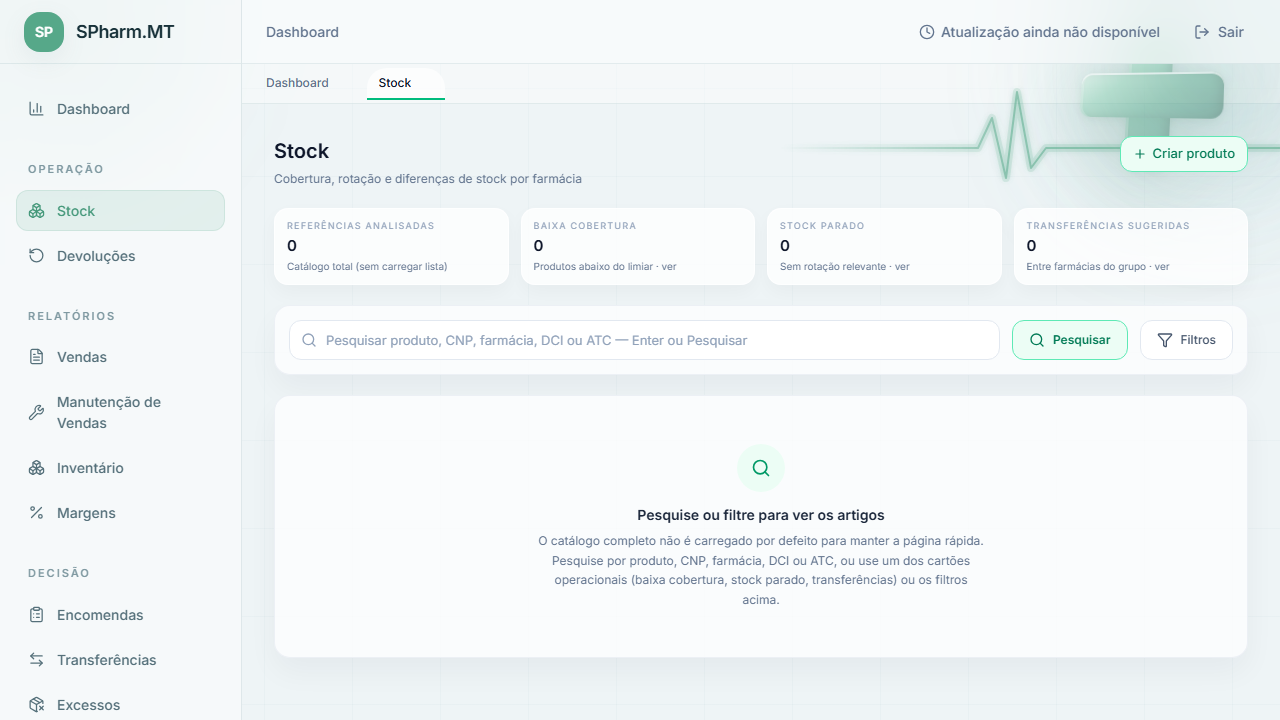 SP
SPharm.MT
Dashboard
Atualização ainda não disponível
Sair
Dashboard
Stock
Dashboard
OPERAÇÃO
Stock
Devoluções
RELATÓRIOS
Vendas
Manutenção de
Vendas
Inventário
Margens
DECISÃO
Encomendas
Transferências
Excessos
Stock
Cobertura, rotação e diferenças de stock por farmácia
Criar produto
REFERÊNCIAS ANALISADAS
0
Catálogo total (sem carregar lista)
BAIXA COBERTURA
0
Produtos abaixo do limiar · ver
STOCK PARADO
0
Sem rotação relevante · ver
TRANSFERÊNCIAS SUGERIDAS
0
Entre farmácias do grupo · ver
Pesquisar produto, CNP, farmácia, DCI ou ATC — Enter ou Pesquisar
Pesquisar
Filtros
Pesquise ou filtre para ver os artigos
O catálogo completo não é carregado por defeito para manter a página rápida.
Pesquise por produto, CNP, farmácia, DCI ou ATC, ou use um dos cartões
operacionais (baixa cobertura, stock parado, transferências) ou os filtros
acima.